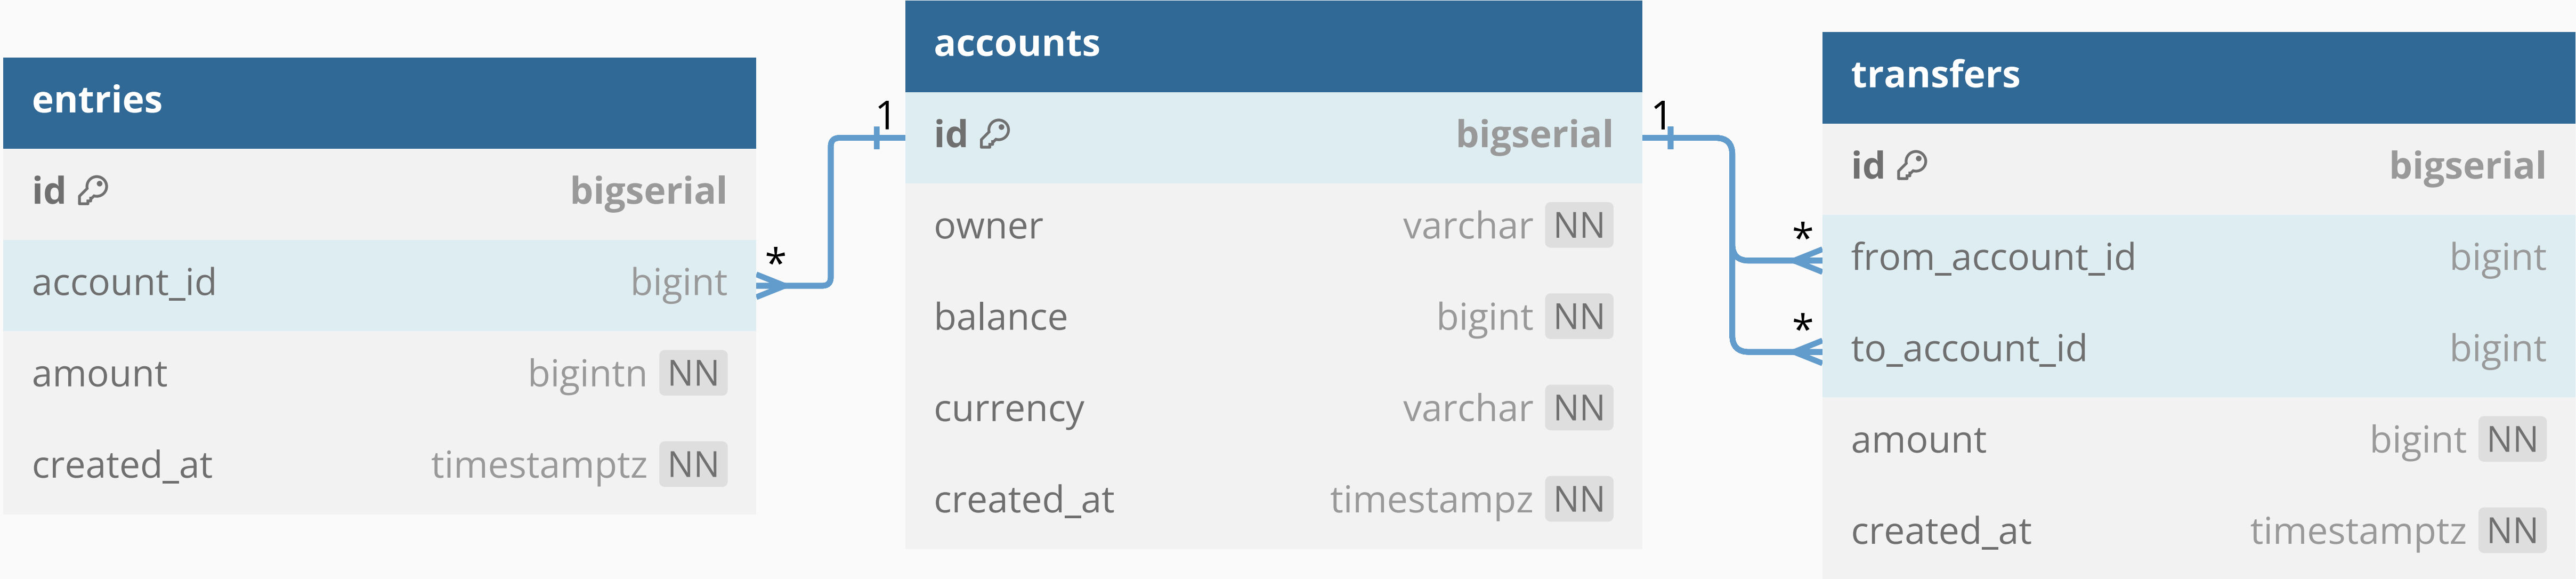 entries
id bigserial
account_id bigint
amount bigintn NN
created_at timestamptz NN
1
*
accounts
id bigserial
owner varchar NN
balance bigint NN
currency varchar NN
created_at timestampz NN
1
*
*
transfers
id bigserial
from_account_id bigint
to_account_id bigint
amount bigint NN
created_at timestamptz NN